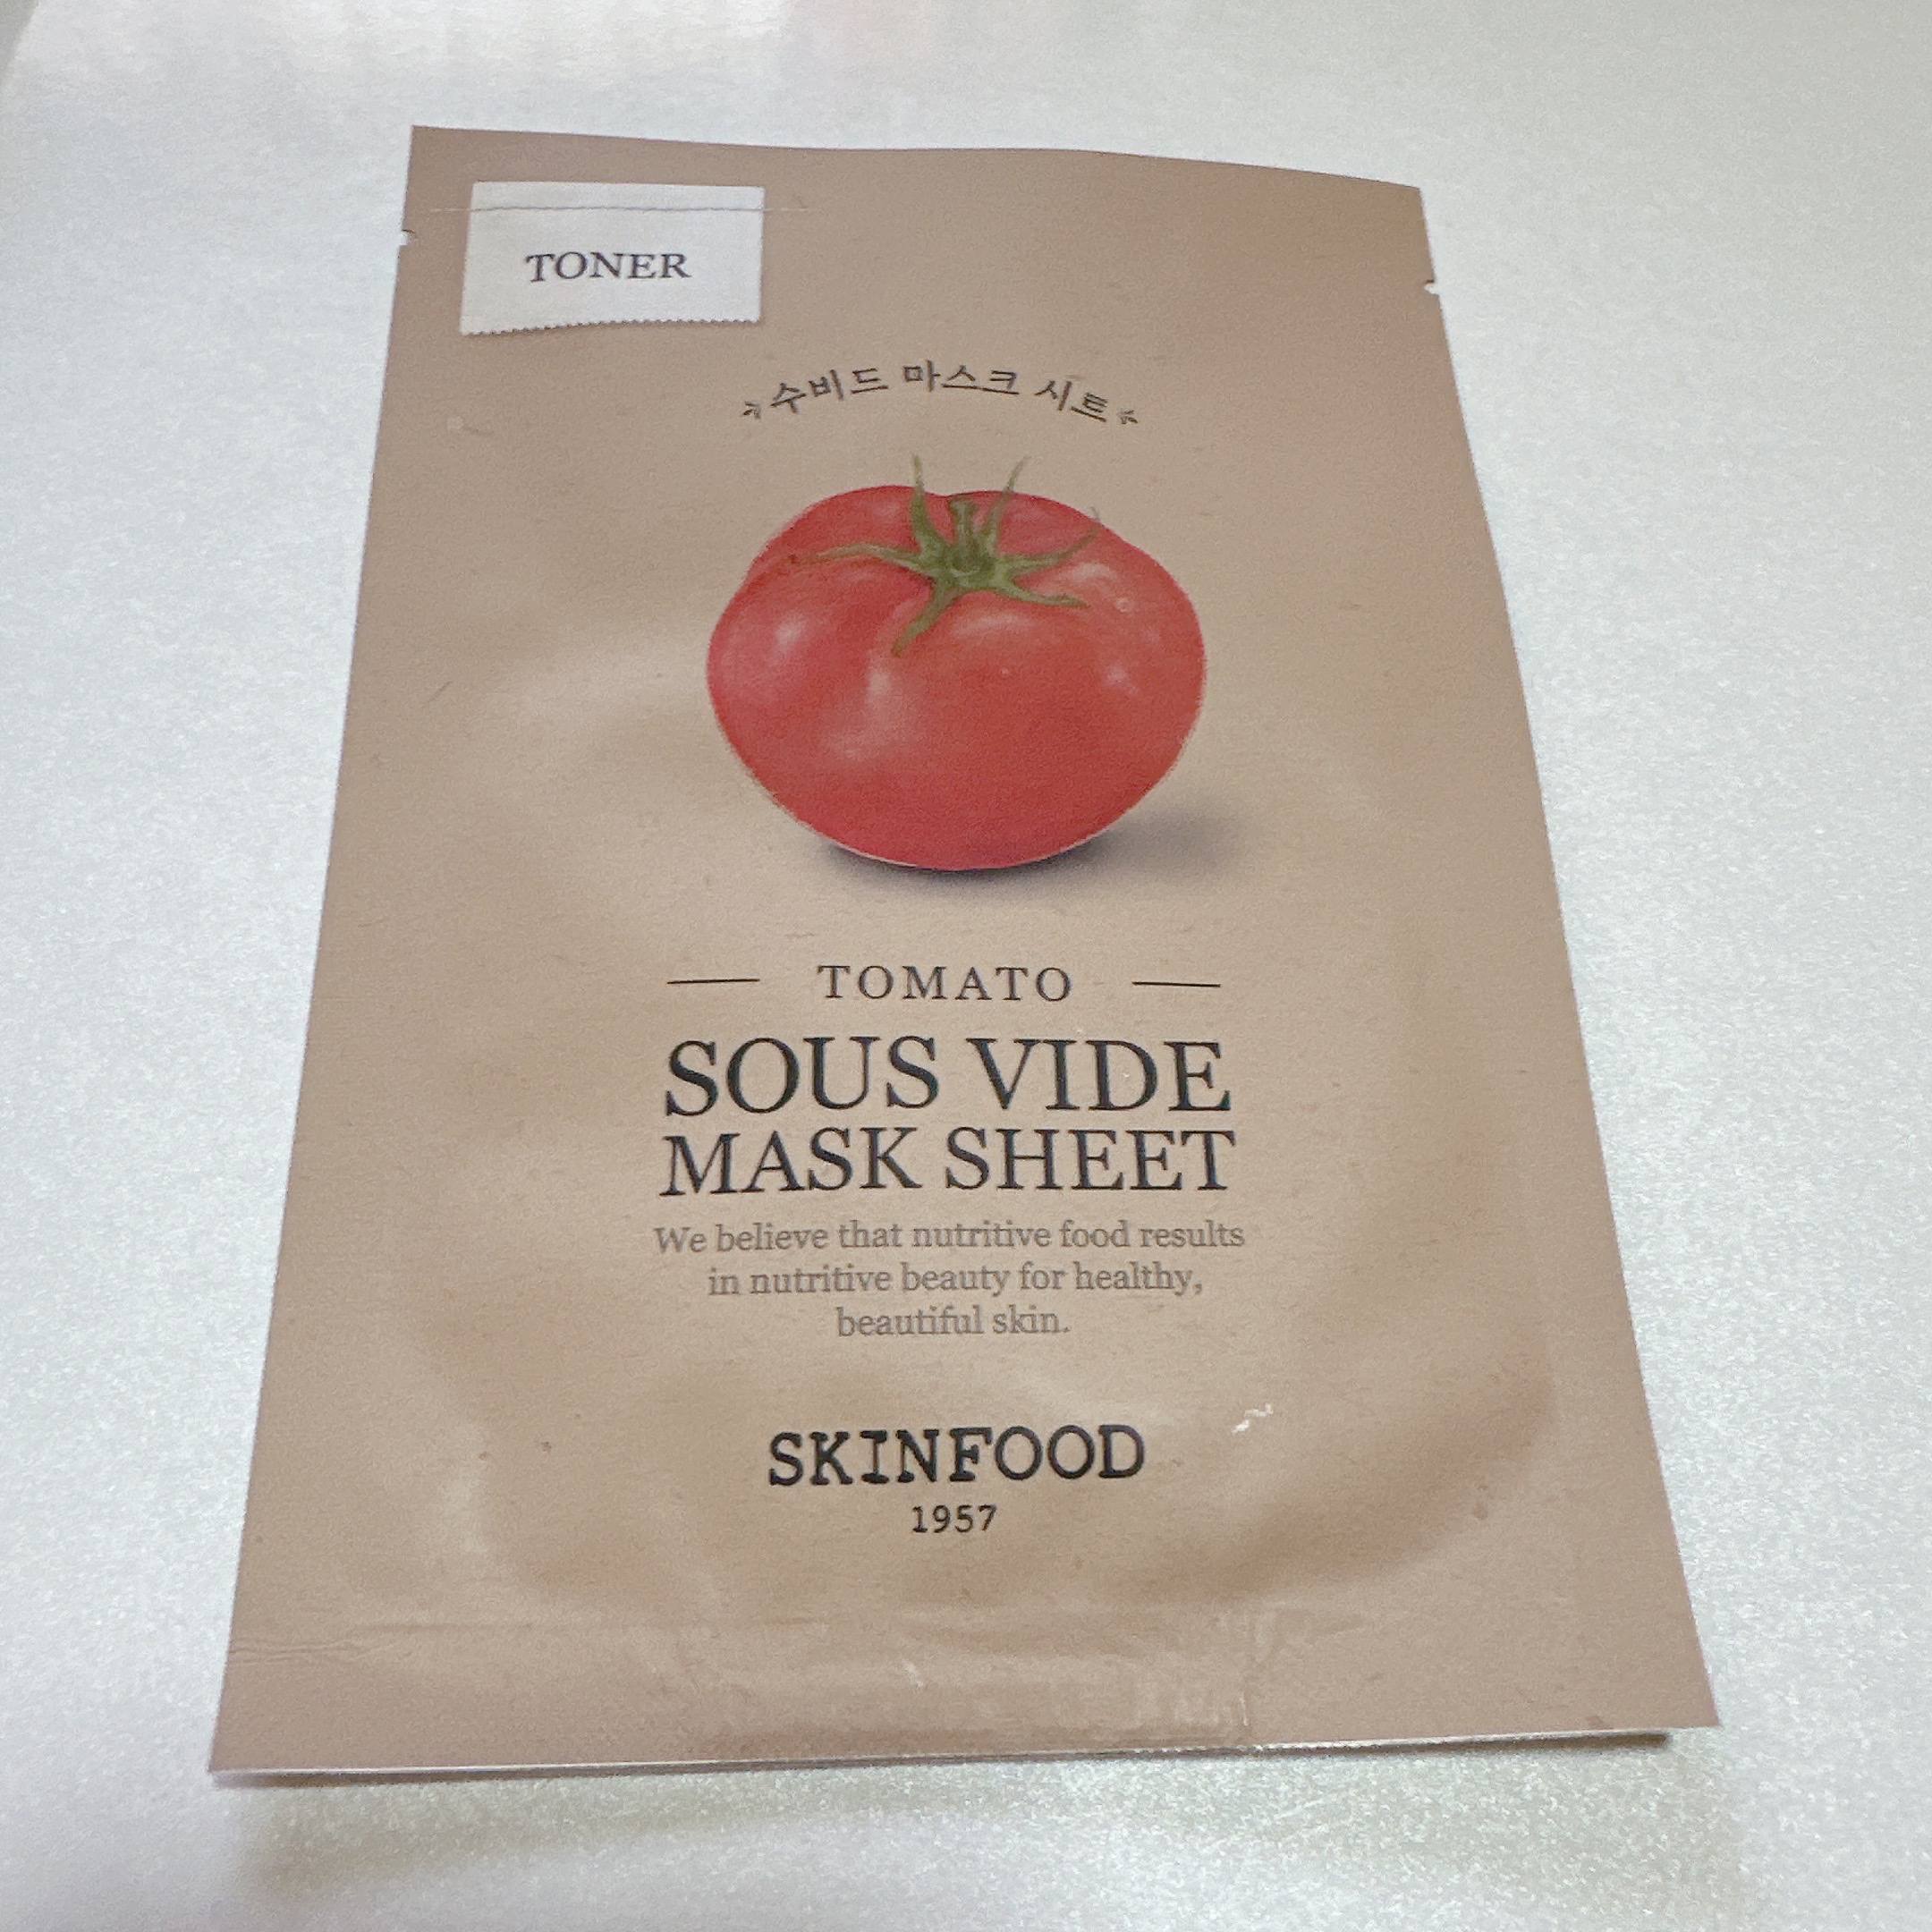 TONER
수비드 마스크 시트
TOMATO
SOUS VIDE
MASK SHEET
We believe that nutritive food results
in nutritive beauty for healthy,
beautiful skin.
SKINFOOD
1957